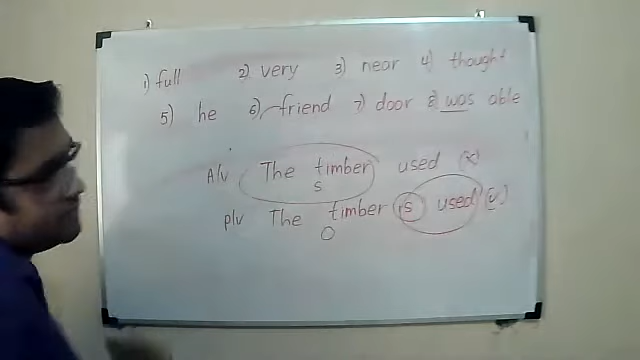 1) full 2) very 3) near 4) thought
5) he 6) friend 7) door 8) was able
A/v The timber used (x)
S
p/v The timber is used (v)
O